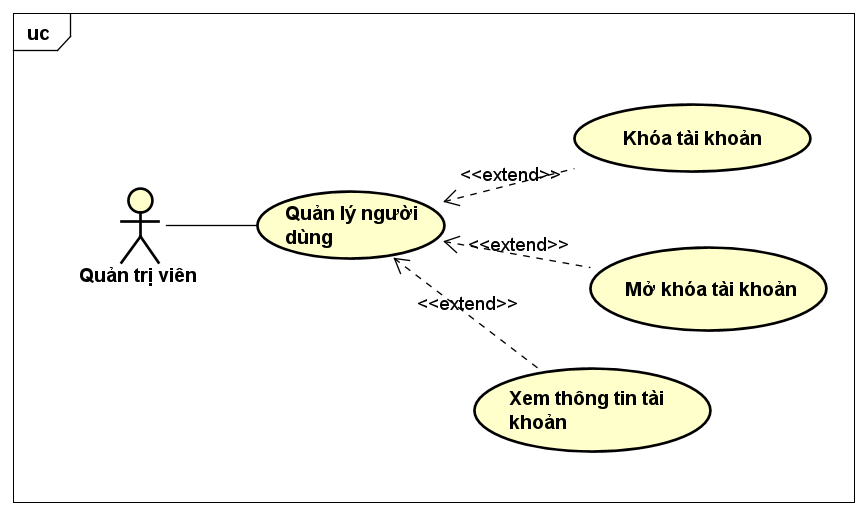 uc
Khóa tài khoản
<<extend>>
Quản lý người
dùng
<<extend>>
Quản trị viên
Mở khóa tài khoản
<<extend>>
Xem thông tin tài
khoản